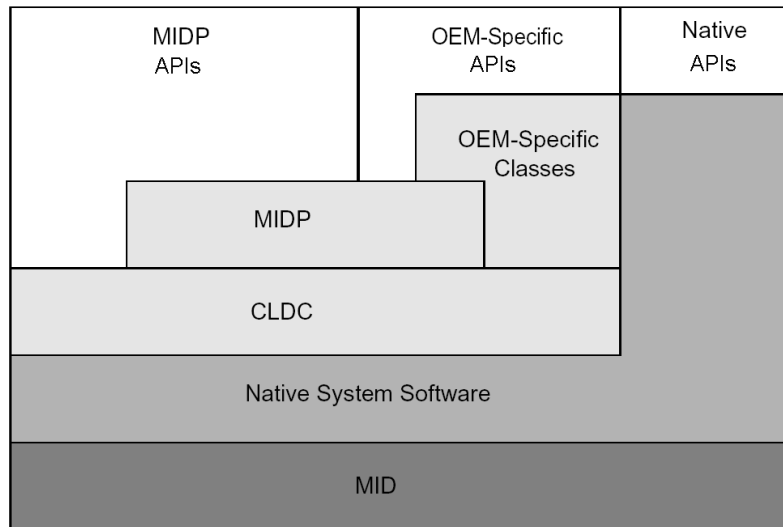 MIDP
APIs
OEM-Specific
APIs
Native
APIs
OEM-Specific
Classes
MIDP
CLDC
Native System Software
MID